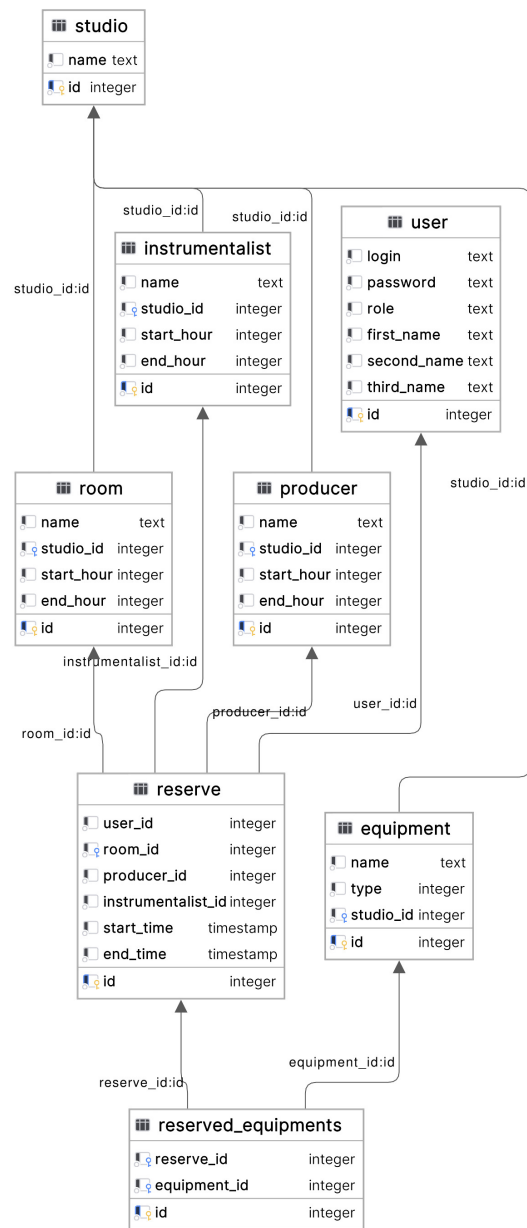 studio
name text
id integer
studio_id:id
studio_id:id
studio_id:id
studio_id:id
instrumentalist
name text
studio_id integer
start_hour integer
end_hour integer
id integer
user
login text
password text
role text
first_name text
second_name text
third_name text
id integer
room
name text
studio_id integer
start_hour integer
end_hour integer
id integer
producer
name text
studio_id integer
start_hour integer
end_hour integer
id integer
instrumentalist_id:id
producer_id:id
user_id:id
room_id:id
reserve
user_id integer
room_id integer
producer_id integer
instrumentalist_id integer
start_time timestamp
end_time timestamp
id integer
equipment
name text
type integer
studio_id integer
id integer
equipment_id:id
reserve_id:id
reserved_equipments
reserve_id integer
equipment_id integer
id integer